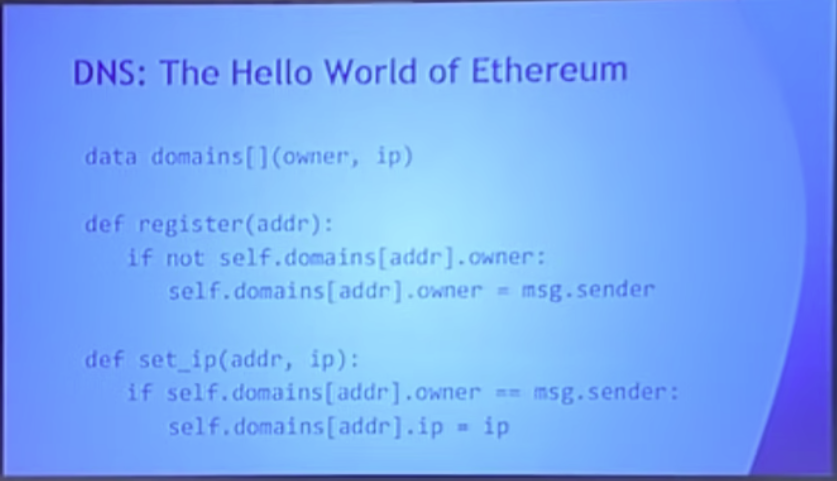 DNS: The Hello World of Ethereum
data domains[](owner, ip)
def register(addr):
if not self.domains[addr].owner:
self.domains[addr].owner = msg.sender
def set_ip(addr, ip):
if self.domains[addr].owner == msg.sender:
self.domains[addr].ip = ip